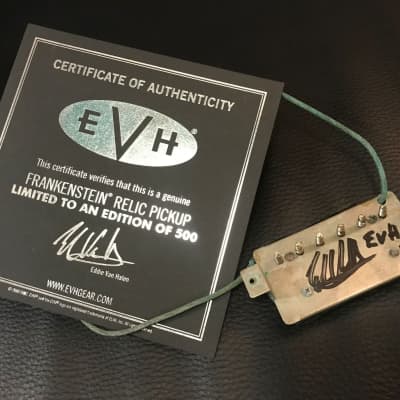 CERTIFICATE OF AUTHENTICITY
EVH
This certificate verifies that this is a genuine
FRANKENSTEIN® RELIC PICKUP
LIMITED TO AN EDITION OF 500
Eddie Van Halen
WWW.EVHGEAR.COM
EVH